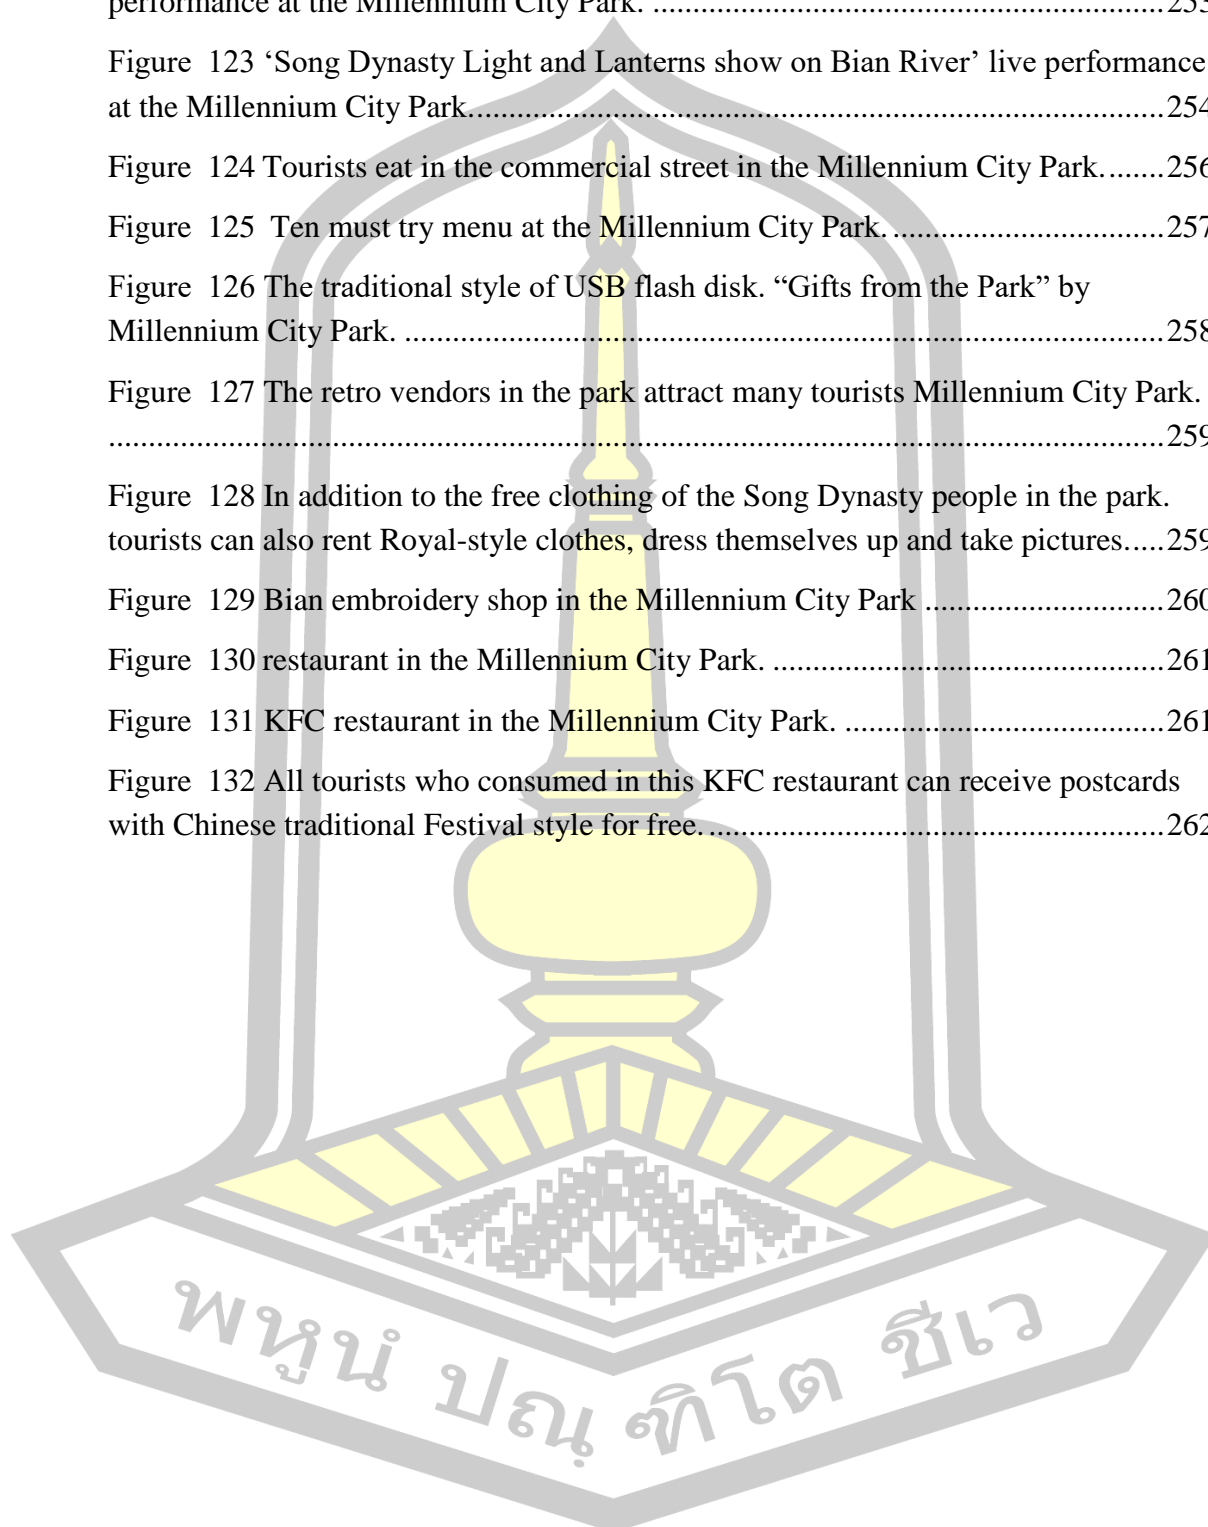 performance at the Millennium City Park. ................................................................253
Figure  123 ‘Song Dynasty Light and Lanterns show on Bian River’ live performance
at the Millennium City Park.......................................................................................254
Figure  124 Tourists eat in the commercial street in the Millennium City Park........256
Figure  125  Ten must try menu at the Millennium City Park. ..................................257
Figure  126 The traditional style of USB flash disk. “Gifts from the Park” by
Millennium City Park. ...............................................................................................258
Figure  127 The retro vendors in the park attract many tourists Millennium City Park.
....................................................................................................................................259
Figure  128 In addition to the free clothing of the Song Dynasty people in the park.
tourists can also rent Royal-style clothes, dress themselves up and take pictures.....259
Figure  129 Bian embroidery shop in the Millennium City Park ..............................260
Figure  130 restaurant in the Millennium City Park. .................................................261
Figure  131 KFC restaurant in the Millennium City Park. ........................................261
Figure  132 All tourists who consumed in this KFC restaurant can receive postcards
with Chinese traditional Festival style for free. .........................................................262
พหูนํ ปณฺฑิโต ชีเว